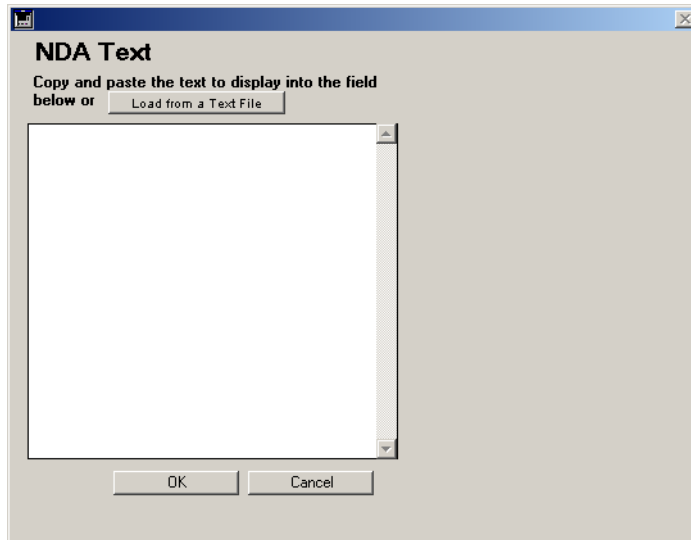 NDA Text
Copy and paste the text to display into the field
below or Load from a Text File
OK Cancel